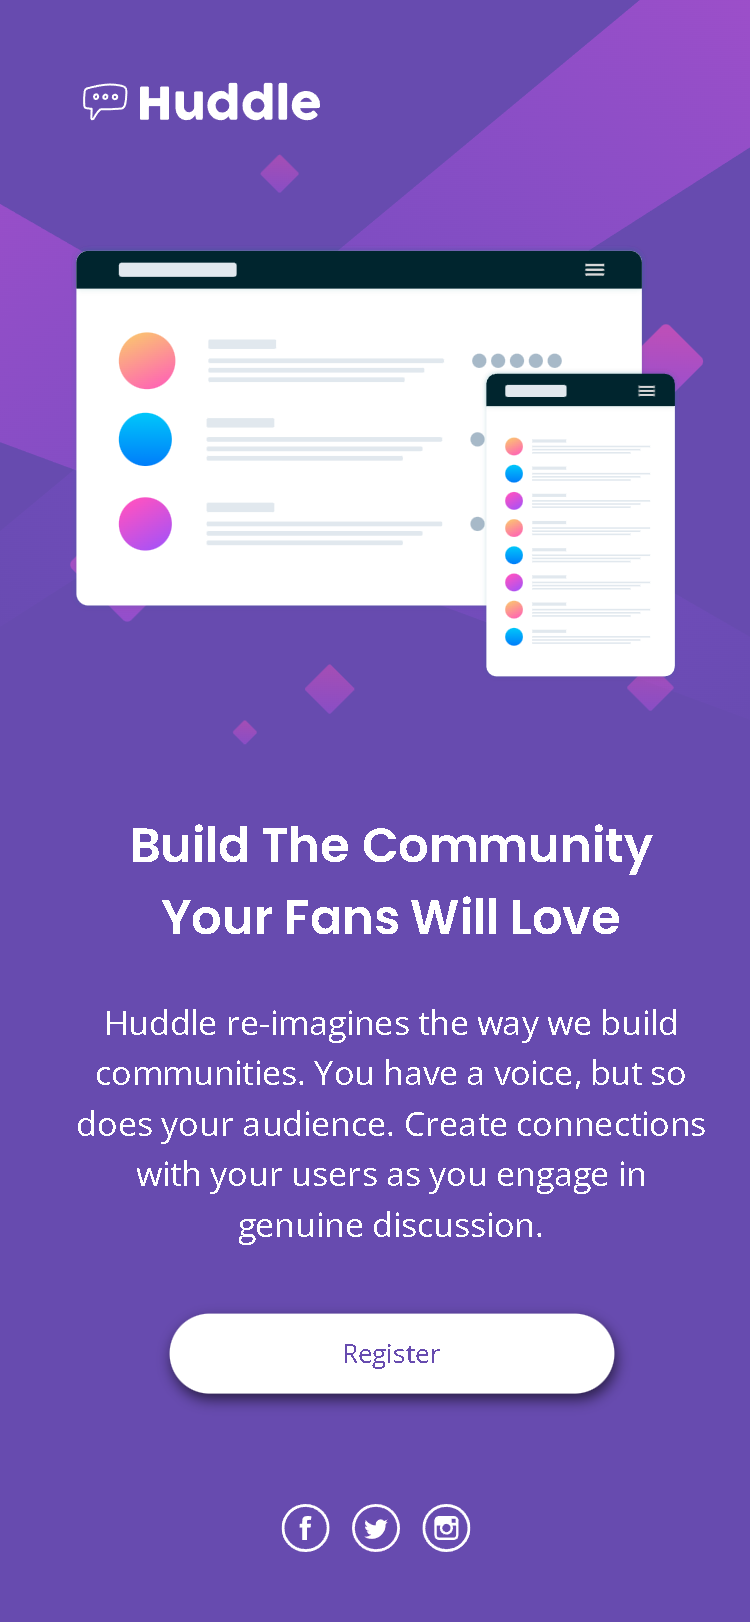 Huddle
Build The Community
Your Fans Will Love
Huddle re-imagines the way we build
communities. You have a voice, but so
does your audience. Create connections
with your users as you engage in
genuine discussion.
Register